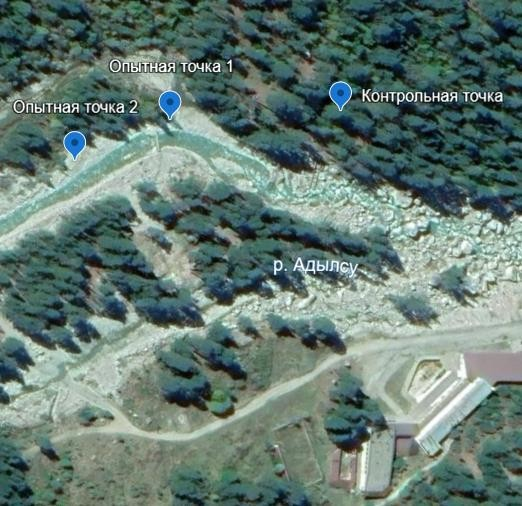 Опытная точка 1
Контрольная точка
Опытная точка 2
р. Адылсу